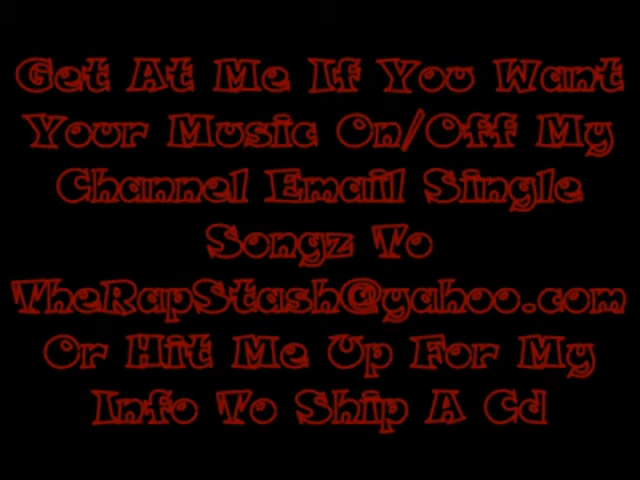 Get At Me If You Want
Your Music On/Off My
Channel Email Single
Songz To
TheRapStash@yahoo.com
Or Hit Me Up For My
Info To Ship A Cd